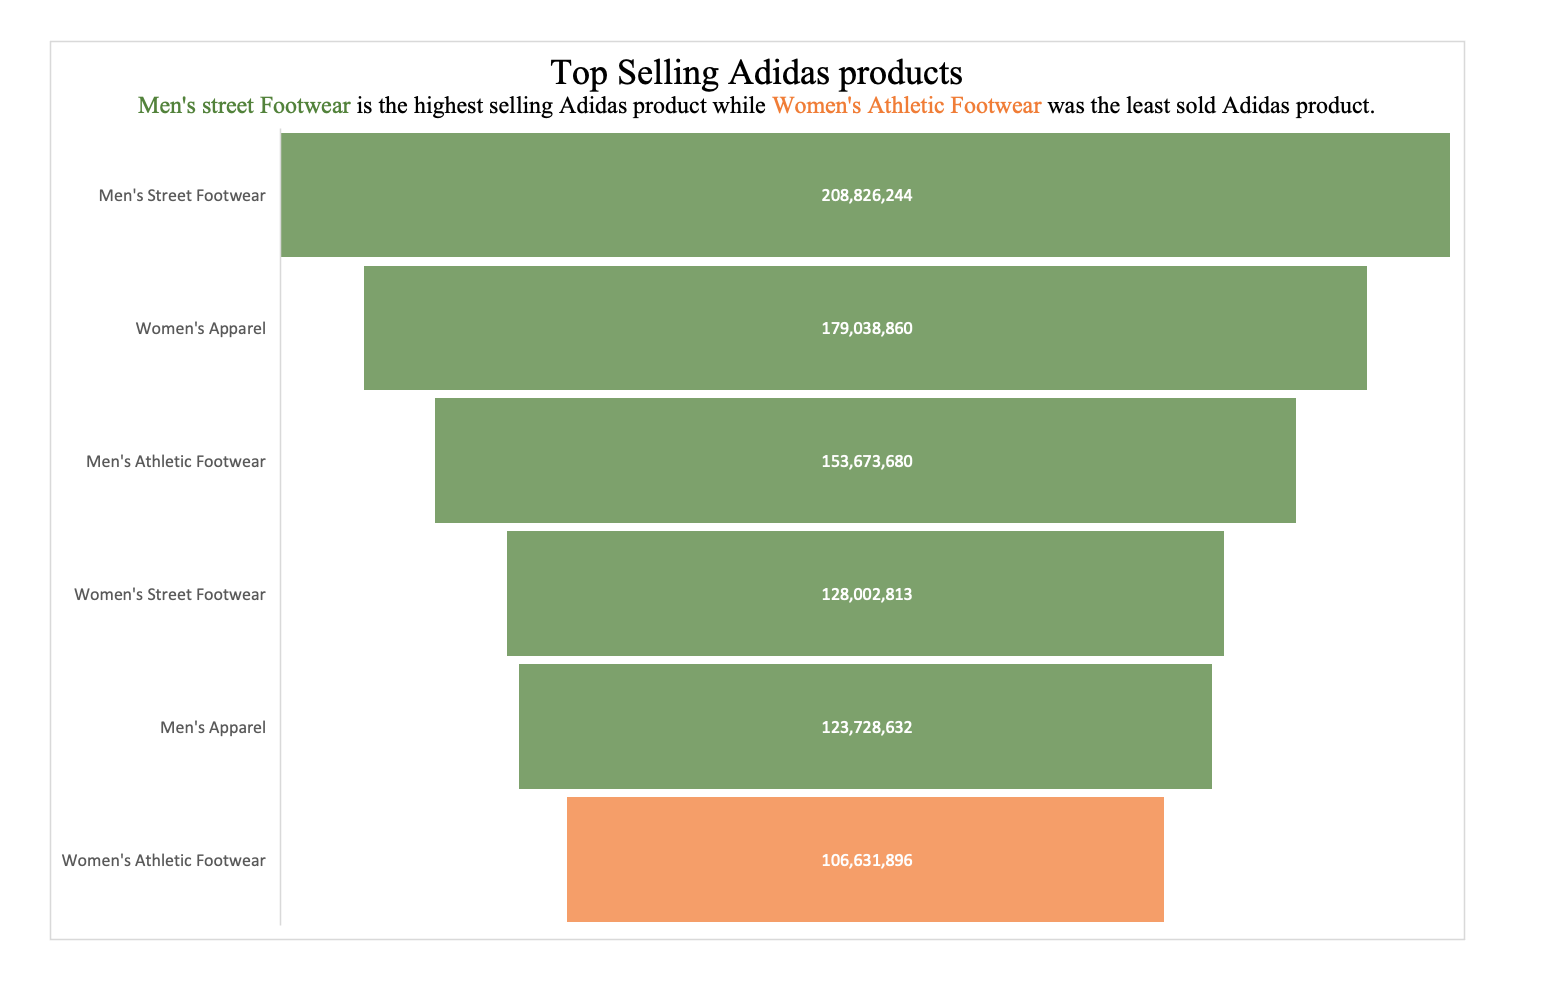 Top Selling Adidas products
Men's street Footwear is the highest selling Adidas product while Women's Athletic Footwear was the least sold Adidas product.
Men's Street Footwear
208,826,244
Women's Apparel
179,038,860
Men's Athletic Footwear
153,673,680
Women's Street Footwear
128,002,813
Men's Apparel
123,728,632
Women's Athletic Footwear
106,631,896